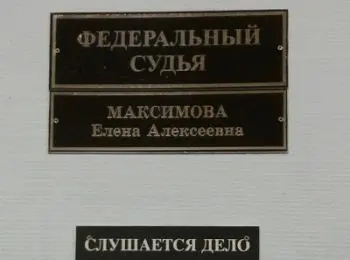 ФЕДЕРАЛЬНЫЙ
СУДЬЯ
МАКСИМОВА
Елена Алексеевна
СЛУШАЕТСЯ ДЕЛО